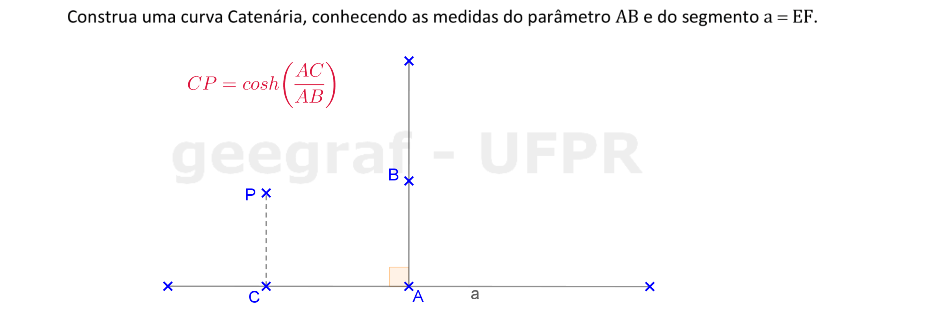 Construa uma curva Catenária, conhecendo as medidas do parâmetro AB e do segmento a = EF.
CP = cosh(AC/AB)
geegraf - UFPR
B
P
C
A
a